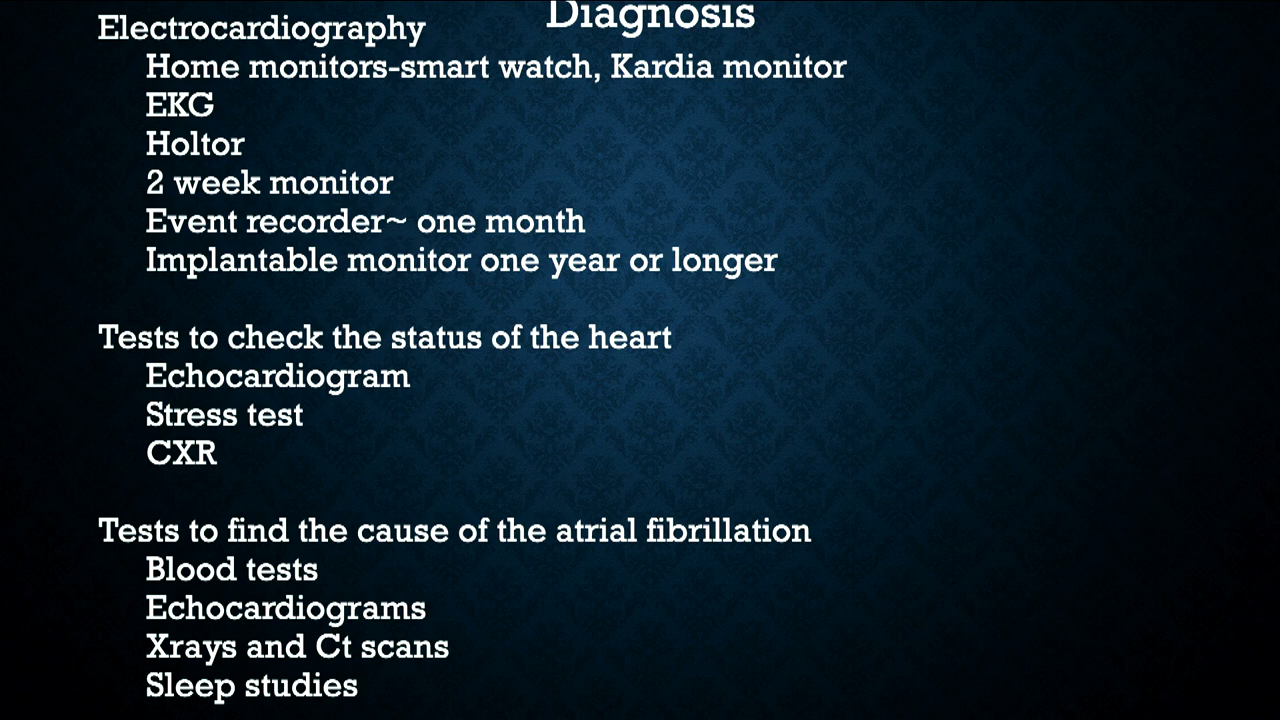 Diagnosis
Electrocardiography
Home monitors-smart watch, Kardia monitor
EKG
Holtor
2 week monitor
Event recorder~ one month
Implantable monitor one year or longer
Tests to check the status of the heart
Echocardiogram
Stress test
CXR
Tests to find the cause of the atrial fibrillation
Blood tests
Echocardiograms
Xrays and Ct scans
Sleep studies